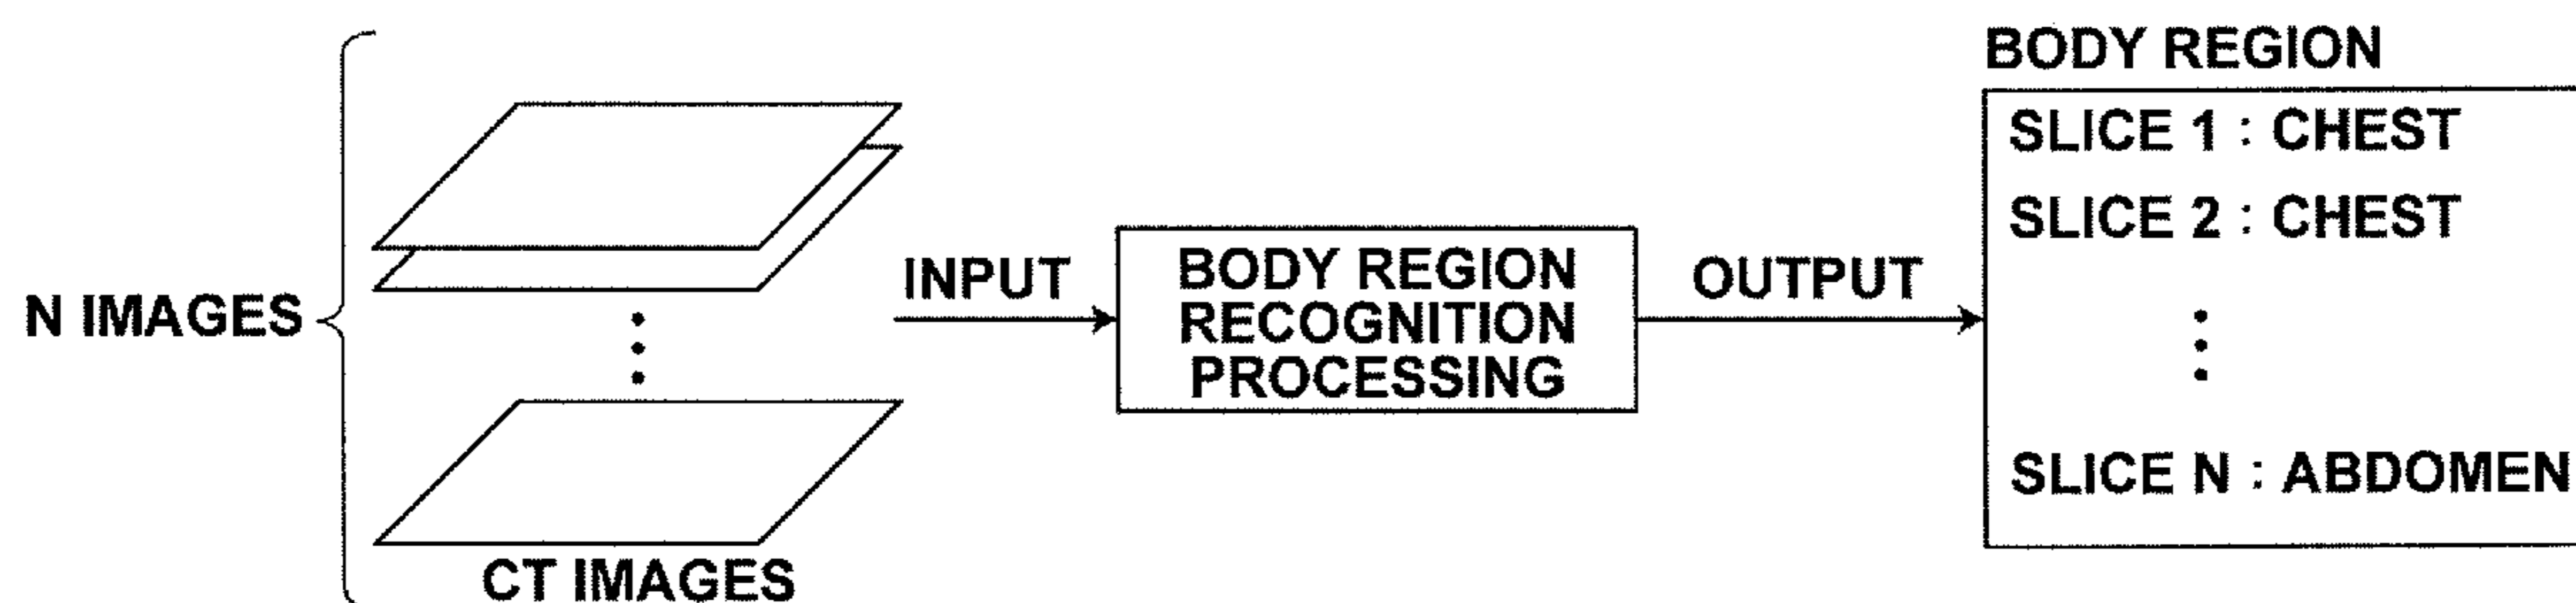 N IMAGES
CT IMAGES
INPUT
BODY REGION
RECOGNITION
PROCESSING
OUTPUT
BODY REGION
SLICE 1 : CHEST
SLICE 2 : CHEST
SLICE N : ABDOMEN